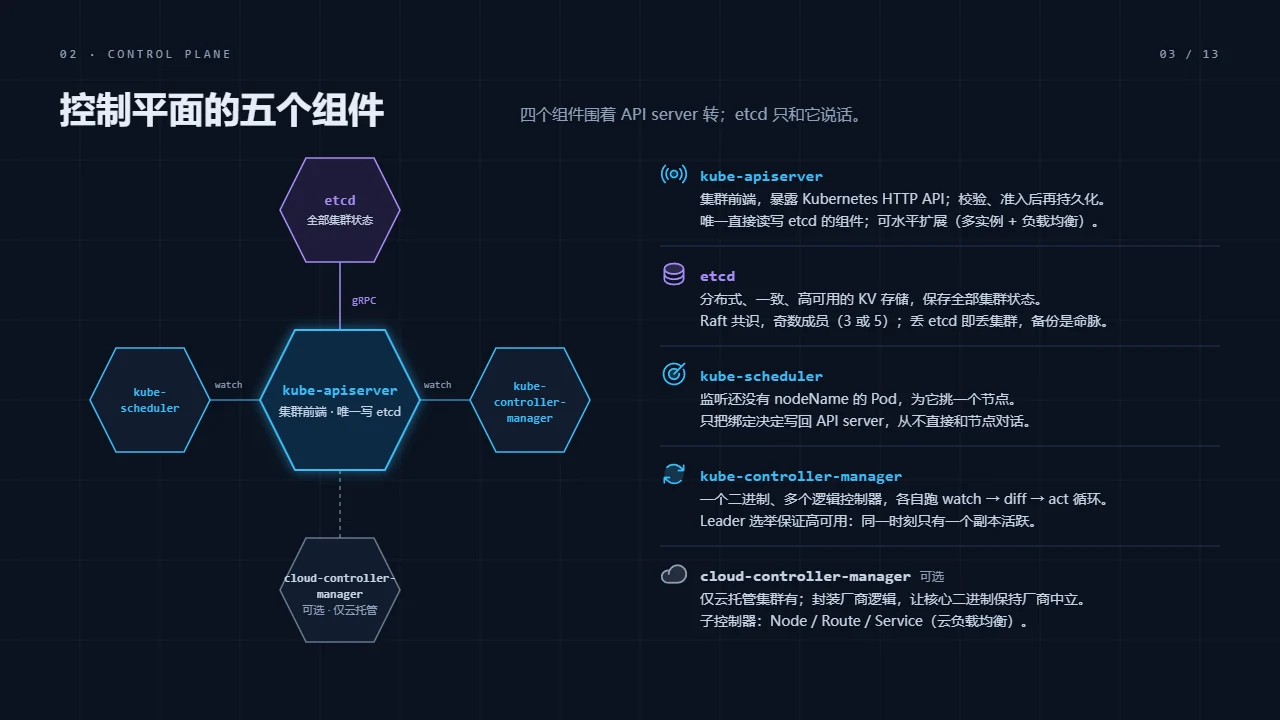 02 · CONTROL PLANE
03 / 13
控制平面的五个组件
四个组件围着 API server 转；etcd 只和它说话。
etcd
全部集群状态
gRPC
kube-
scheduler
watch
kube-apiserver
集群前端 · 唯一写 etcd
watch
kube-
controller-
manager
cloud-controller-
manager
可选 · 仅云托管
kube-apiserver
集群前端，暴露 Kubernetes HTTP API；校验、准入后再持久化。
唯一直接读写 etcd 的组件；可水平扩展（多实例 + 负载均衡）。
etcd
分布式、一致、高可用的 KV 存储，保存全部集群状态。
Raft 共识，奇数成员（3 或 5）；丢 etcd 即丢集群，备份是命脉。
kube-scheduler
监听还没有 nodeName 的 Pod，为它挑一个节点。
只把绑定决定写回 API server，从不直接和节点对话。
kube-controller-manager
一个二进制、多个逻辑控制器，各自跑 watch → diff → act 循环。
Leader 选举保证高可用：同一时刻只有一个副本活跃。
cloud-controller-manager 可选
仅云托管集群有；封装厂商逻辑，让核心二进制保持厂商中立。
子控制器：Node / Route / Service（云负载均衡）。